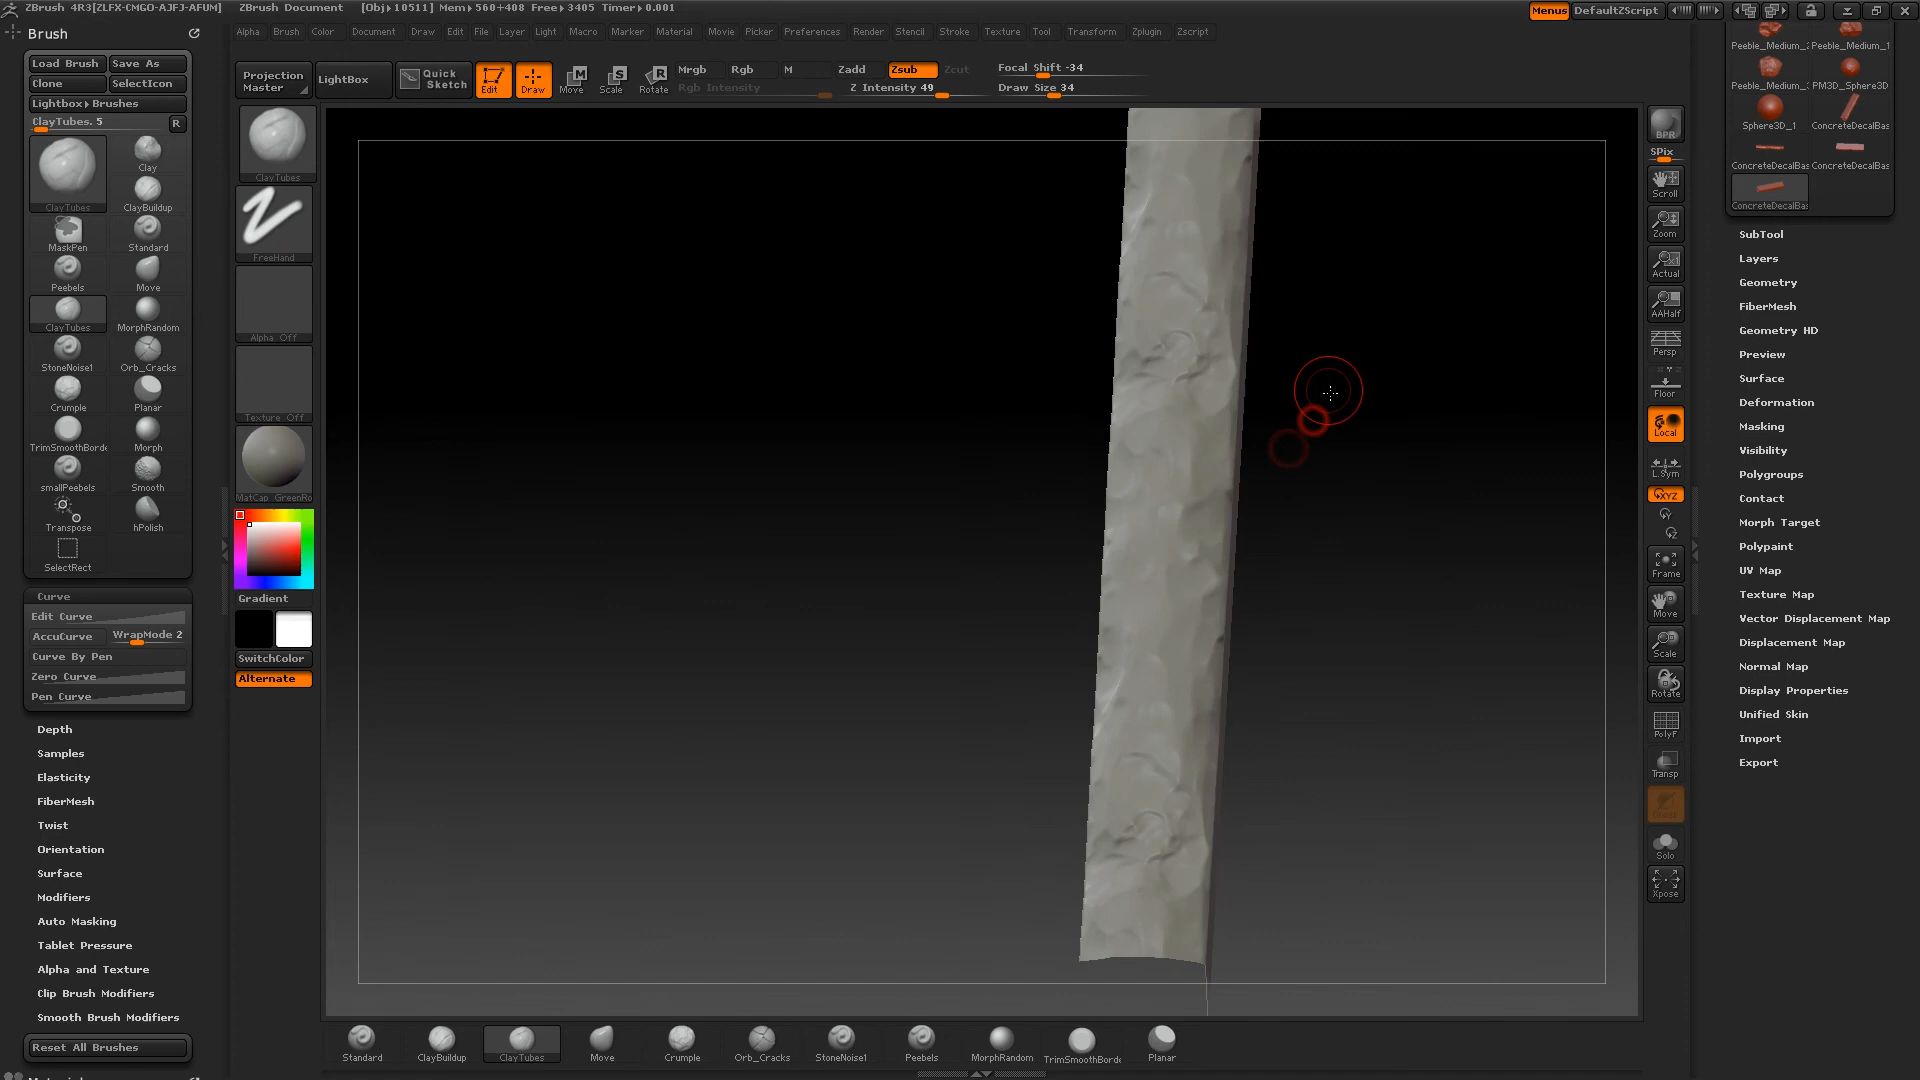 ZBrush 4R3[ZLFX-CMGO-AJFJ-AFUM] ZBrush Document [Obj▸10511] Mem▸560+408 Free▸3405 Timer▸0.001
Menus DefaultZScript
Brush
Alpha Brush Color Document Draw Edit File Layer Light Macro Marker Material Movie Picker Preferences Render Stencil Stroke Texture Tool Transform Zplugin Zscript
Load Brush Save As
Clone SelectIcon
Lightbox▸Brushes
ClayTubes. 5 R
Projection Master
LightBox
Quick Sketch
Edit Draw Move Scale Rotate
Mrgb Rgb M Zadd Zsub Zcut
Rgb Intensity Z Intensity 49
Focal Shift -34
Draw Size 34
ClayTubes
Clay
ClayBuildup
MaskPen Standard
Peebels Move
ClayTubes MorphRandom
StoneNoise1 Orb_Cracks
Crumple Planar
TrimSmoothBorde Morph
smallPeebels Smooth
Transpose hPolish
SelectRect
Curve
Edit Curve
AccuCurve WrapMode 2
Curve By Pen
Zero Curve
Pen Curve
Depth
Samples
Elasticity
FiberMesh
Twist
Orientation
Surface
Modifiers
Auto Masking
Tablet Pressure
Alpha and Texture
Clip Brush Modifiers
Smooth Brush Modifiers
Reset All Brushes
ClayTubes
FreeHand
Alpha Off
Texture Off
MatCap GreenRo
Gradient
SwitchColor
Alternate
Standard ClayBuildup ClayTubes Move Crumple Orb_Cracks StoneNoise1 Peebels MorphRandom TrimSmoothBorde Planar
BPR
SPix
Scroll
Zoom
Actual
AAHalf
Persp
Floor
Local
L.Sym
XYZ
Frame
Move
Scale
Rotate
PolyF
Transp
Solo
Xpose
Peeble_Medium_ Peeble_Medium_1
Peeble_Medium_ PM3D_Sphere3D
Sphere3D_1 ConcreteDecalBas
ConcreteDecalBas ConcreteDecalBas
ConcreteDecalBas
SubTool
Layers
Geometry
FiberMesh
Geometry HD
Preview
Surface
Deformation
Masking
Visibility
Polygroups
Contact
Morph Target
Polypaint
UV Map
Texture Map
Vector Displacement Map
Displacement Map
Normal Map
Display Properties
Unified Skin
Import
Export